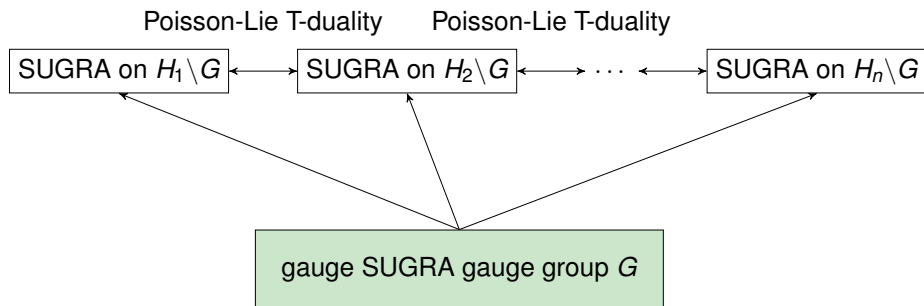 Poisson-Lie T-duality Poisson-Lie T-duality
SUGRA on H₁\G SUGRA on H₂\G ··· SUGRA on Hₙ\G
gauge SUGRA gauge group G